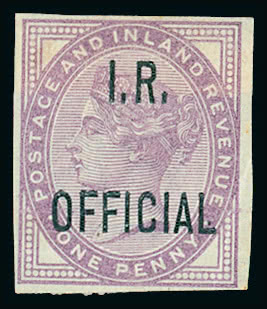 POSTAGE AND INLAND REVENUE
I.R.
OFFICIAL
ONE PENNY